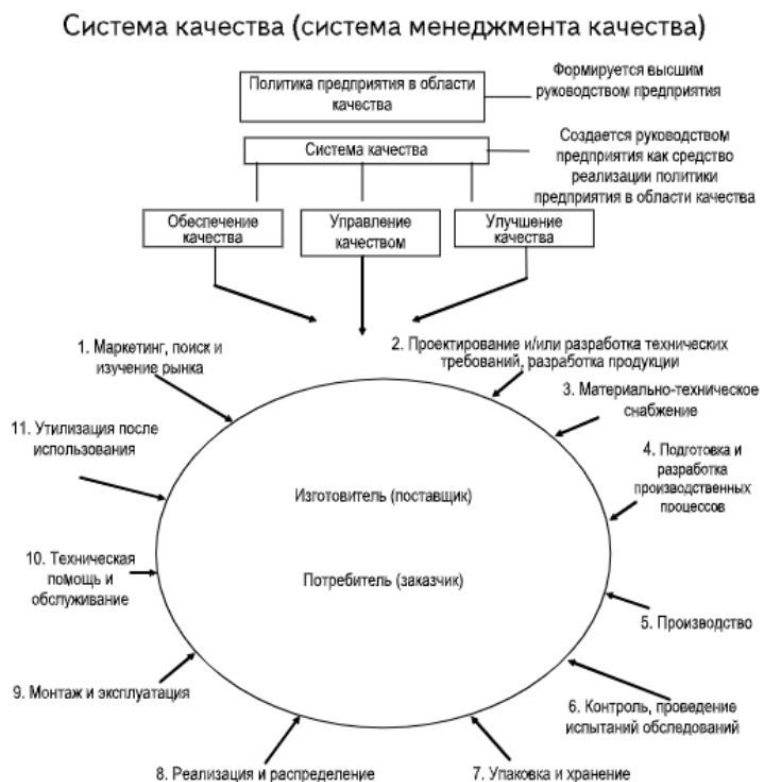 Система качества (система менеджмента качества)
Политика предприятия в области
качества
Формируется высшим
руководством предприятия
Система качества
Создается руководством
предприятия как средство
реализации политики
предприятия в области качества
Обеспечение
качества
Управление
качеством
Улучшение
качества
1. Маркетинг, поиск и
изучение рынка
2. Проектирование и/или разработка технических
требований, разработка продукции
3. Материально-техническое
снабжение
4. Подготовка и
разработка
производственных
процессов
5. Производство
6. Контроль, проведение
испытаний обследований
7. Упаковка и хранение
8. Реализация и распределение
9. Монтаж и эксплуатация
10. Техническая
помощь и
обслуживание
11. Утилизация после
использования
Изготовитель (поставщик)
Потребитель (заказчик)